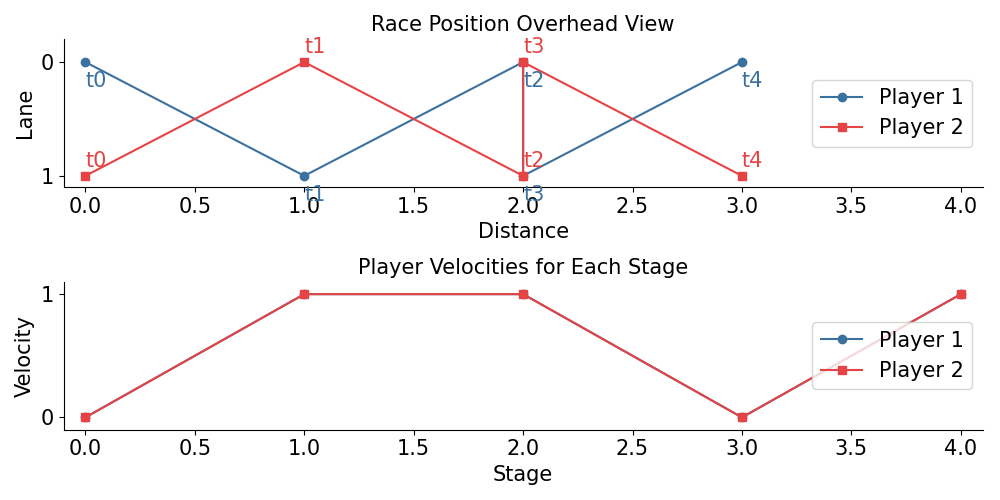 Race Position Overhead View
t1 t3
0
t0 t2 t4
Lane
Player 1
Player 2
t0 t2 t4
1
t1 t3
0.0 0.5 1.0 1.5 2.0 2.5 3.0 3.5 4.0
Distance
Player Velocities for Each Stage
1
Velocity
Player 1
Player 2
0
0.0 0.5 1.0 1.5 2.0 2.5 3.0 3.5 4.0
Stage